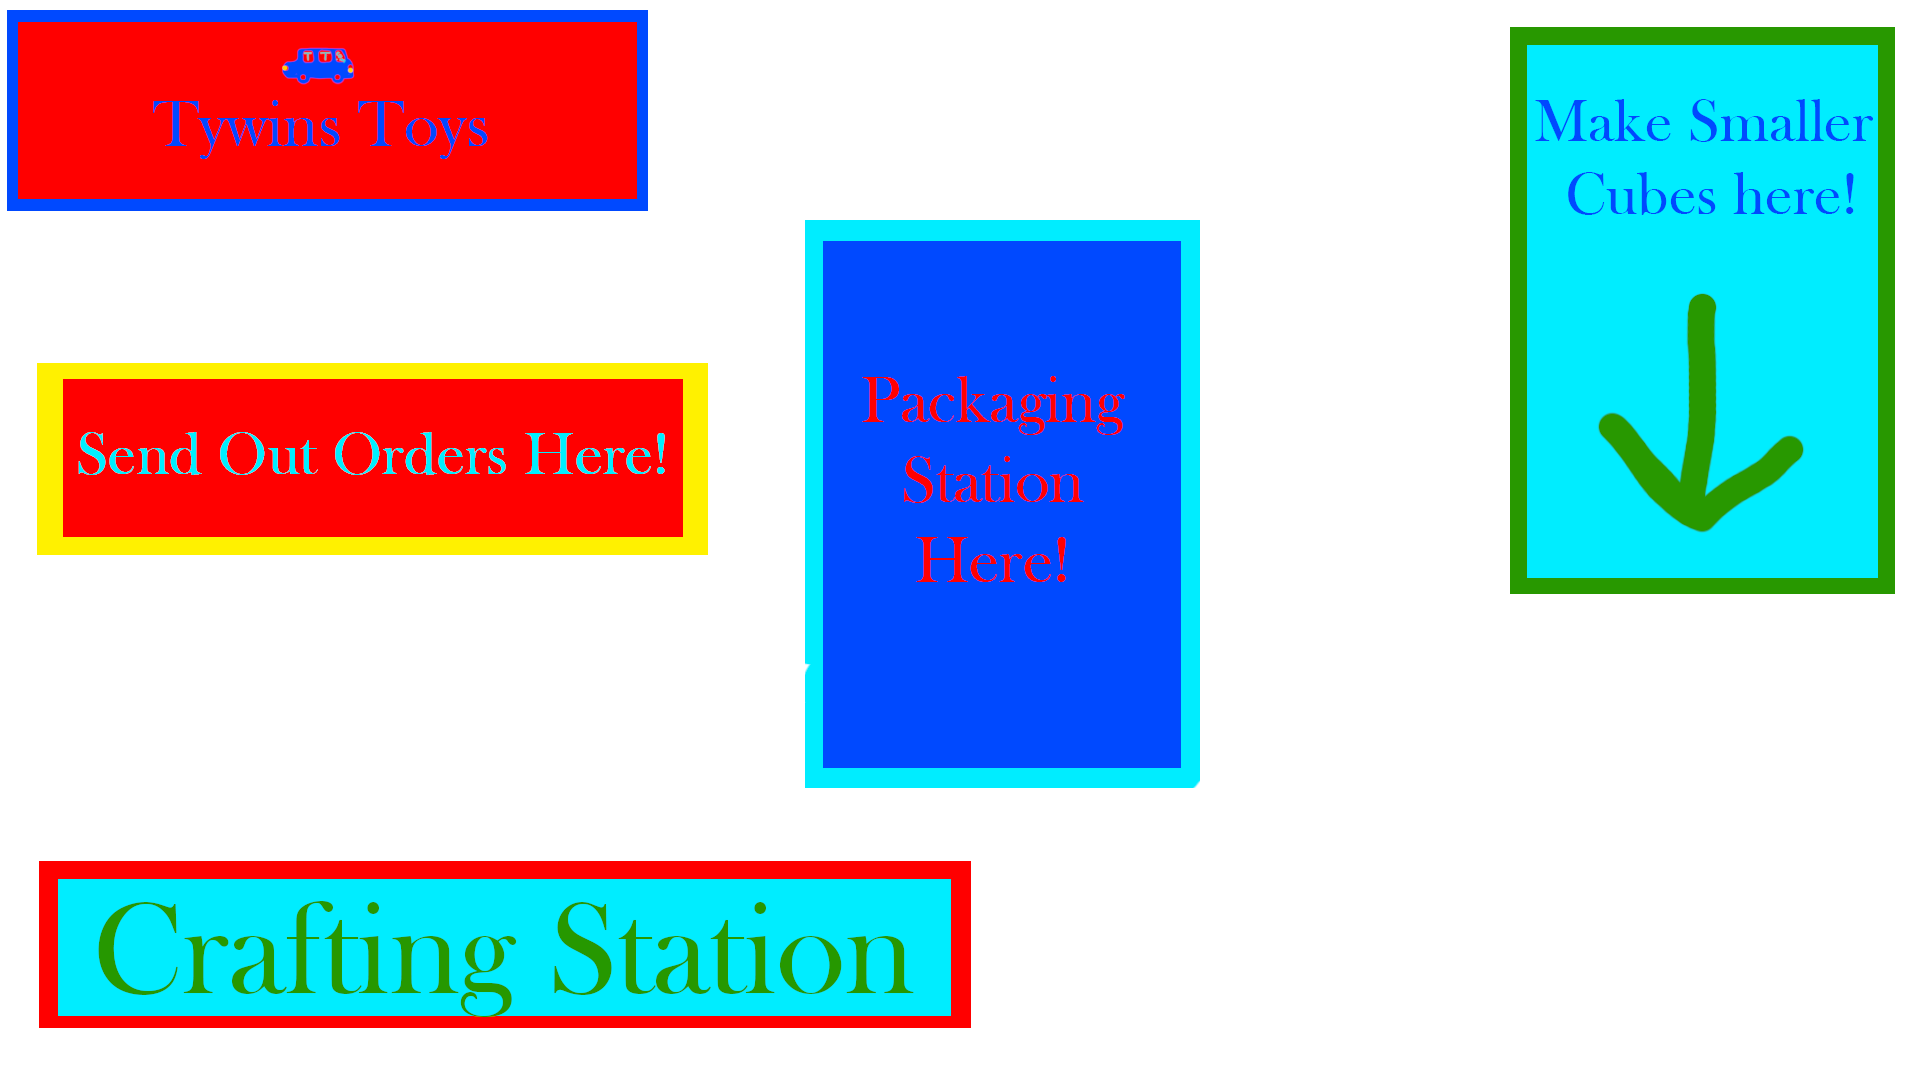 Tywins Toys
Make Smaller
Cubes here!
Send Out Orders Here!
Packaging
Station
Here!
Crafting Station